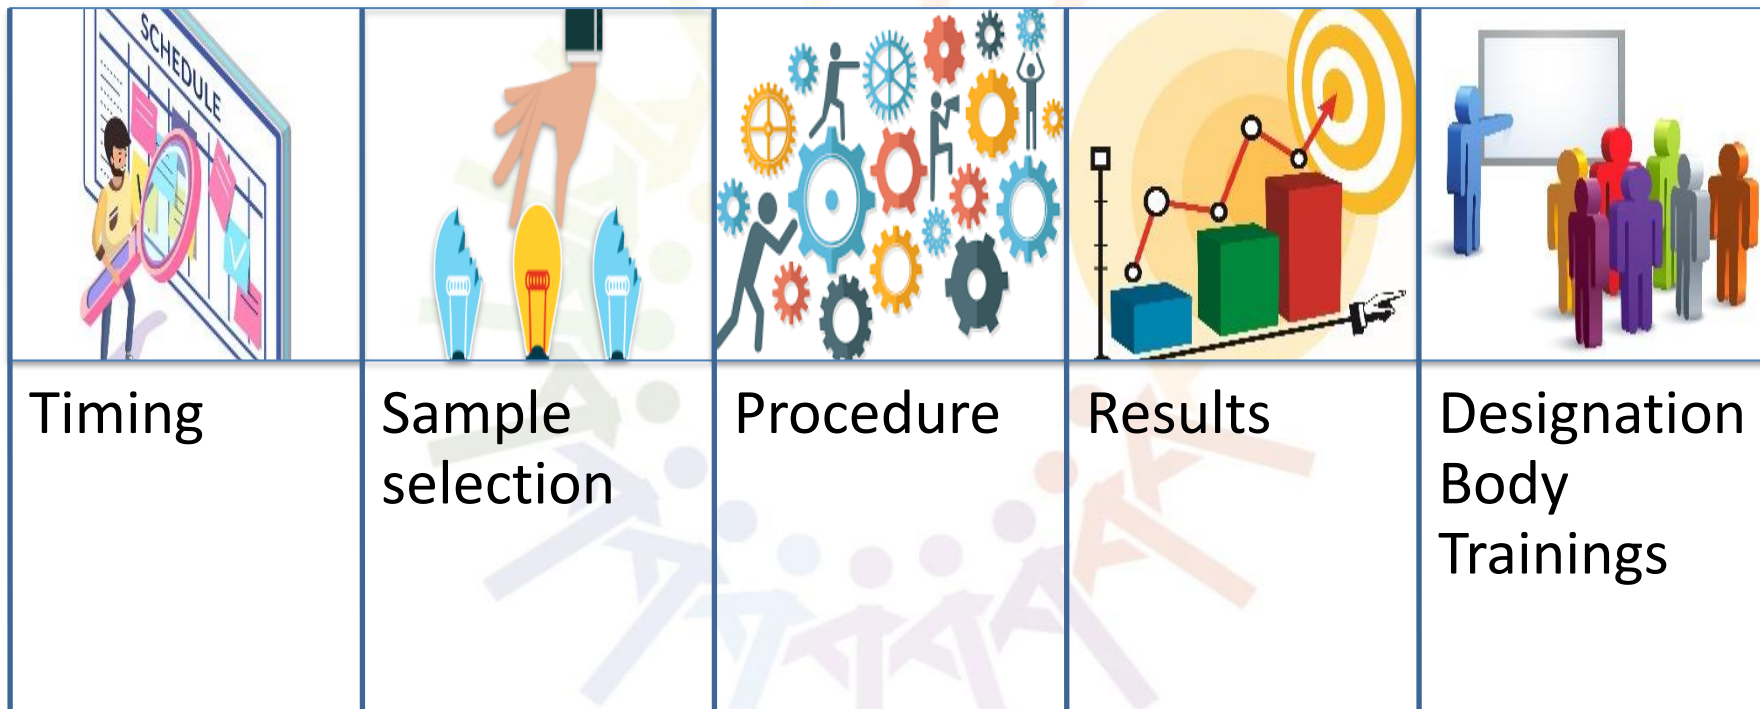 SCHEDULE
Timing
Sample
selection
Procedure
Results
Designation
Body
Trainings